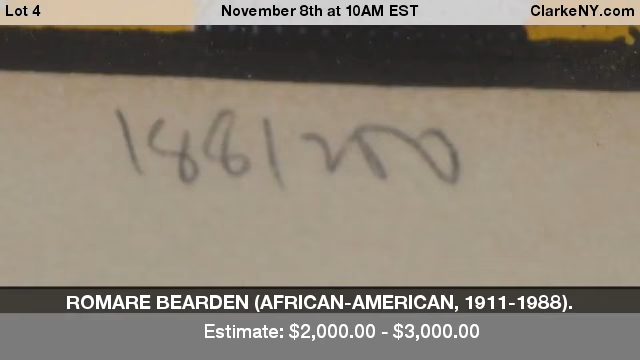 Lot 4 November 8th at 10AM EST ClarkeNY.com
188/200
ROMARE BEARDEN (AFRICAN-AMERICAN, 1911-1988).
Estimate: $2,000.00 - $3,000.00